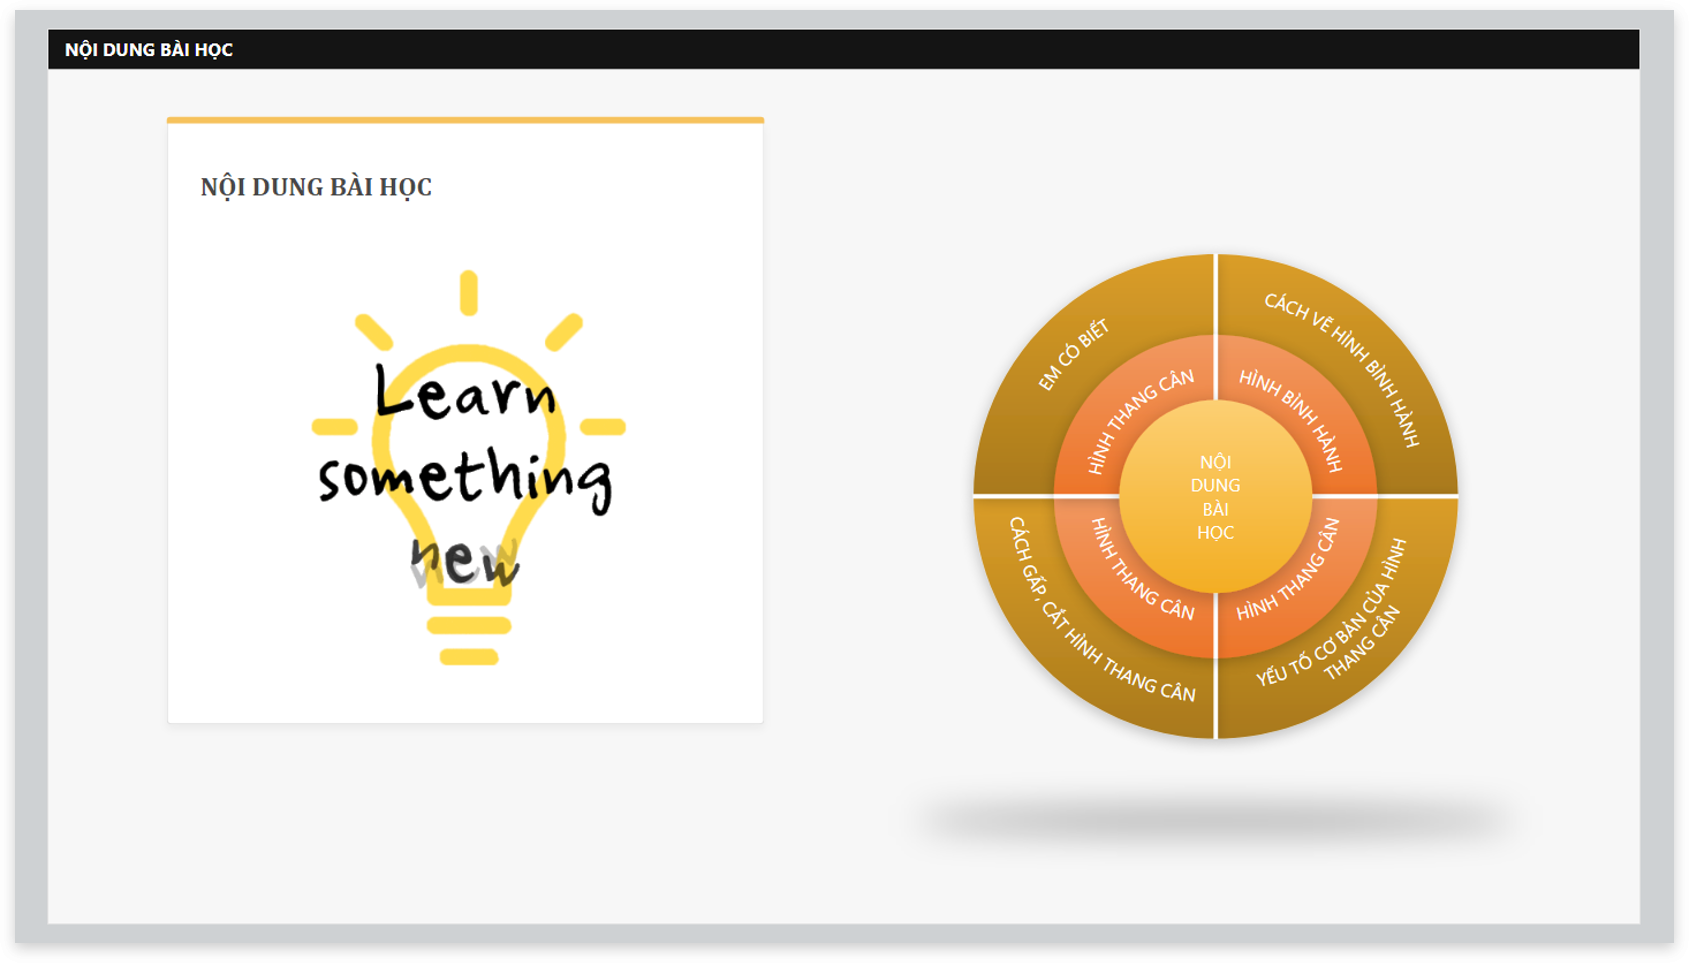 NỘI DUNG BÀI HỌC
NỘI DUNG BÀI HỌC
Learn
something
new
EM CÓ BIẾT
CÁCH VẼ HÌNH BÌNH HÀNH
HÌNH THANG CÂN
HÌNH BÌNH HÀNH
NỘI
DUNG
BÀI
HỌC
HÌNH THANG CÂN
HÌNH THANG CÂN
CÁCH GẤP, CẮT HÌNH THANG CÂN
YẾU TỐ CƠ BẢN CỦA HÌNH
THANG CÂN